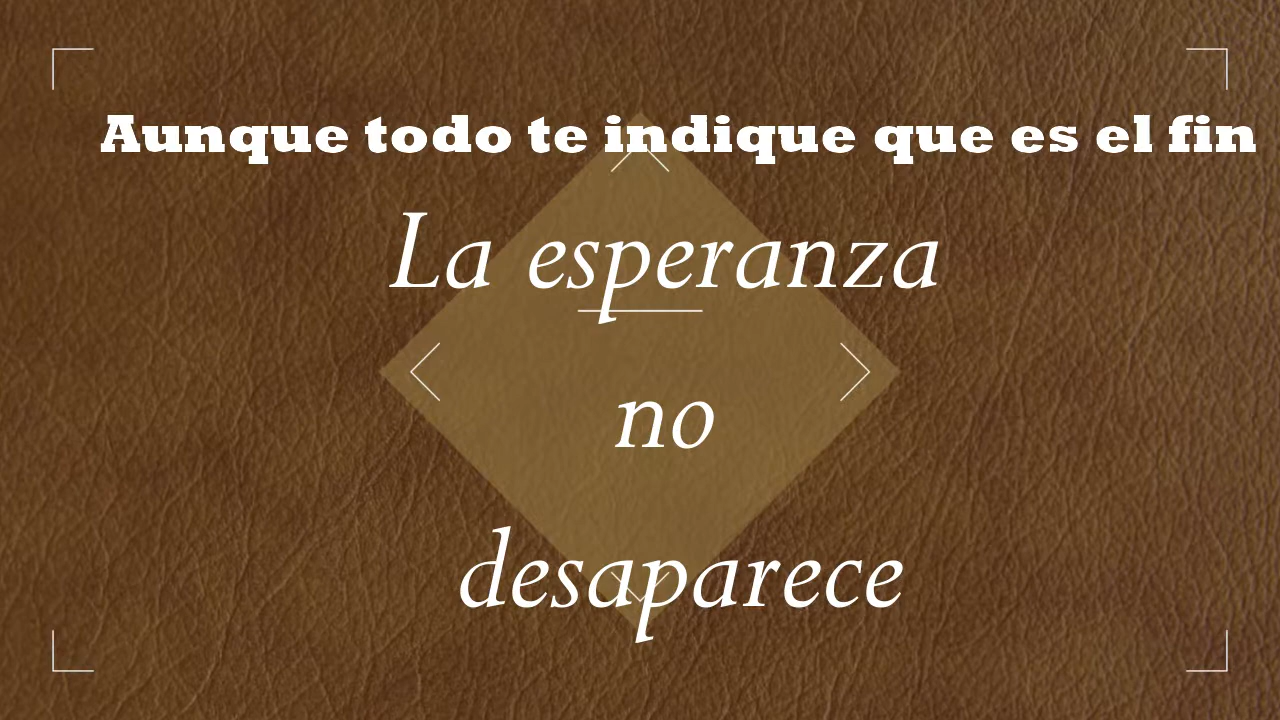 Aunque todo te indique que es el fin
La esperanza
no
desaparece